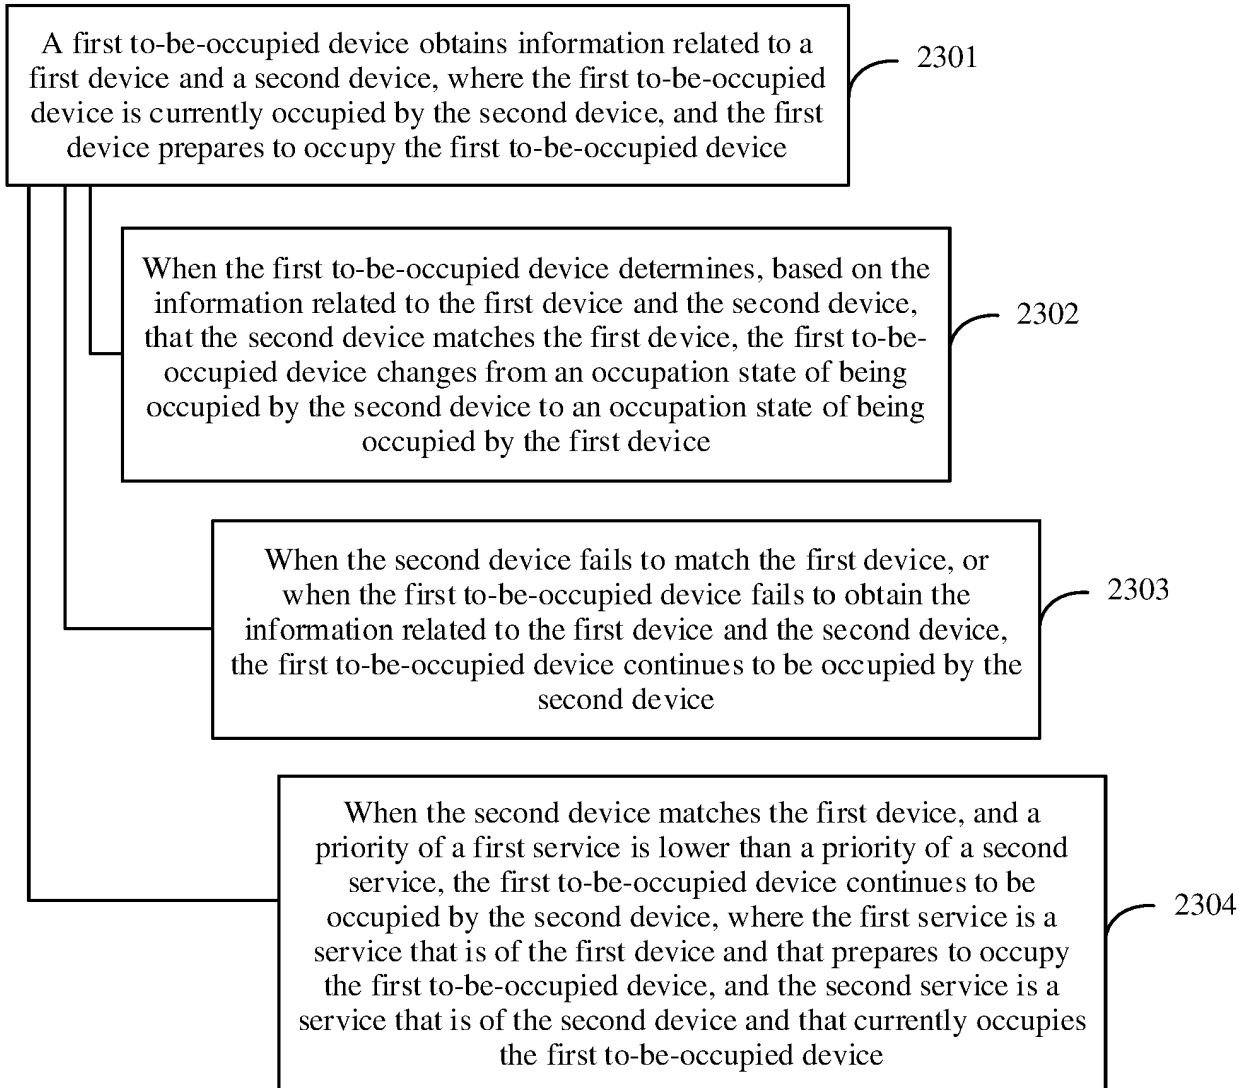 A first to-be-occupied device obtains information related to a
first device and a second device, where the first to-be-occupied
device is currently occupied by the second device, and the first
device prepares to occupy the first to-be-occupied device
2301
When the first to-be-occupied device determines, based on the
information related to the first device and the second device,
that the second device matches the first device, the first to-be-
occupied device changes from an occupation state of being
occupied by the second device to an occupation state of being
occupied by the first device
2302
When the second device fails to match the first device, or
when the first to-be-occupied device fails to obtain the
information related to the first device and the second device,
the first to-be-occupied device continues to be occupied by the
second device
2303
When the second device matches the first device, and a
priority of a first service is lower than a priority of a second
service, the first to-be-occupied device continues to be
occupied by the second device, where the first service is a
service that is of the first device and that prepares to occupy
the first to-be-occupied device, and the second service is a
service that is of the second device and that currently occupies
the first to-be-occupied device
2304